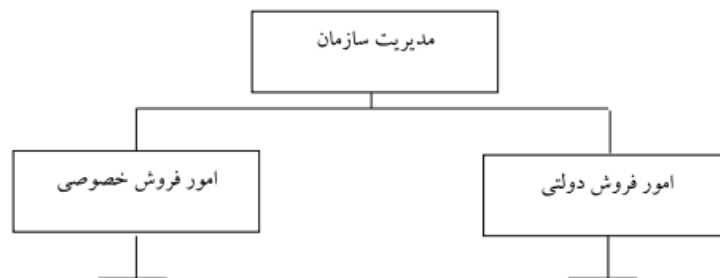 مدیریت سازمان
امور فروش دولتی
امور فروش خصوصی